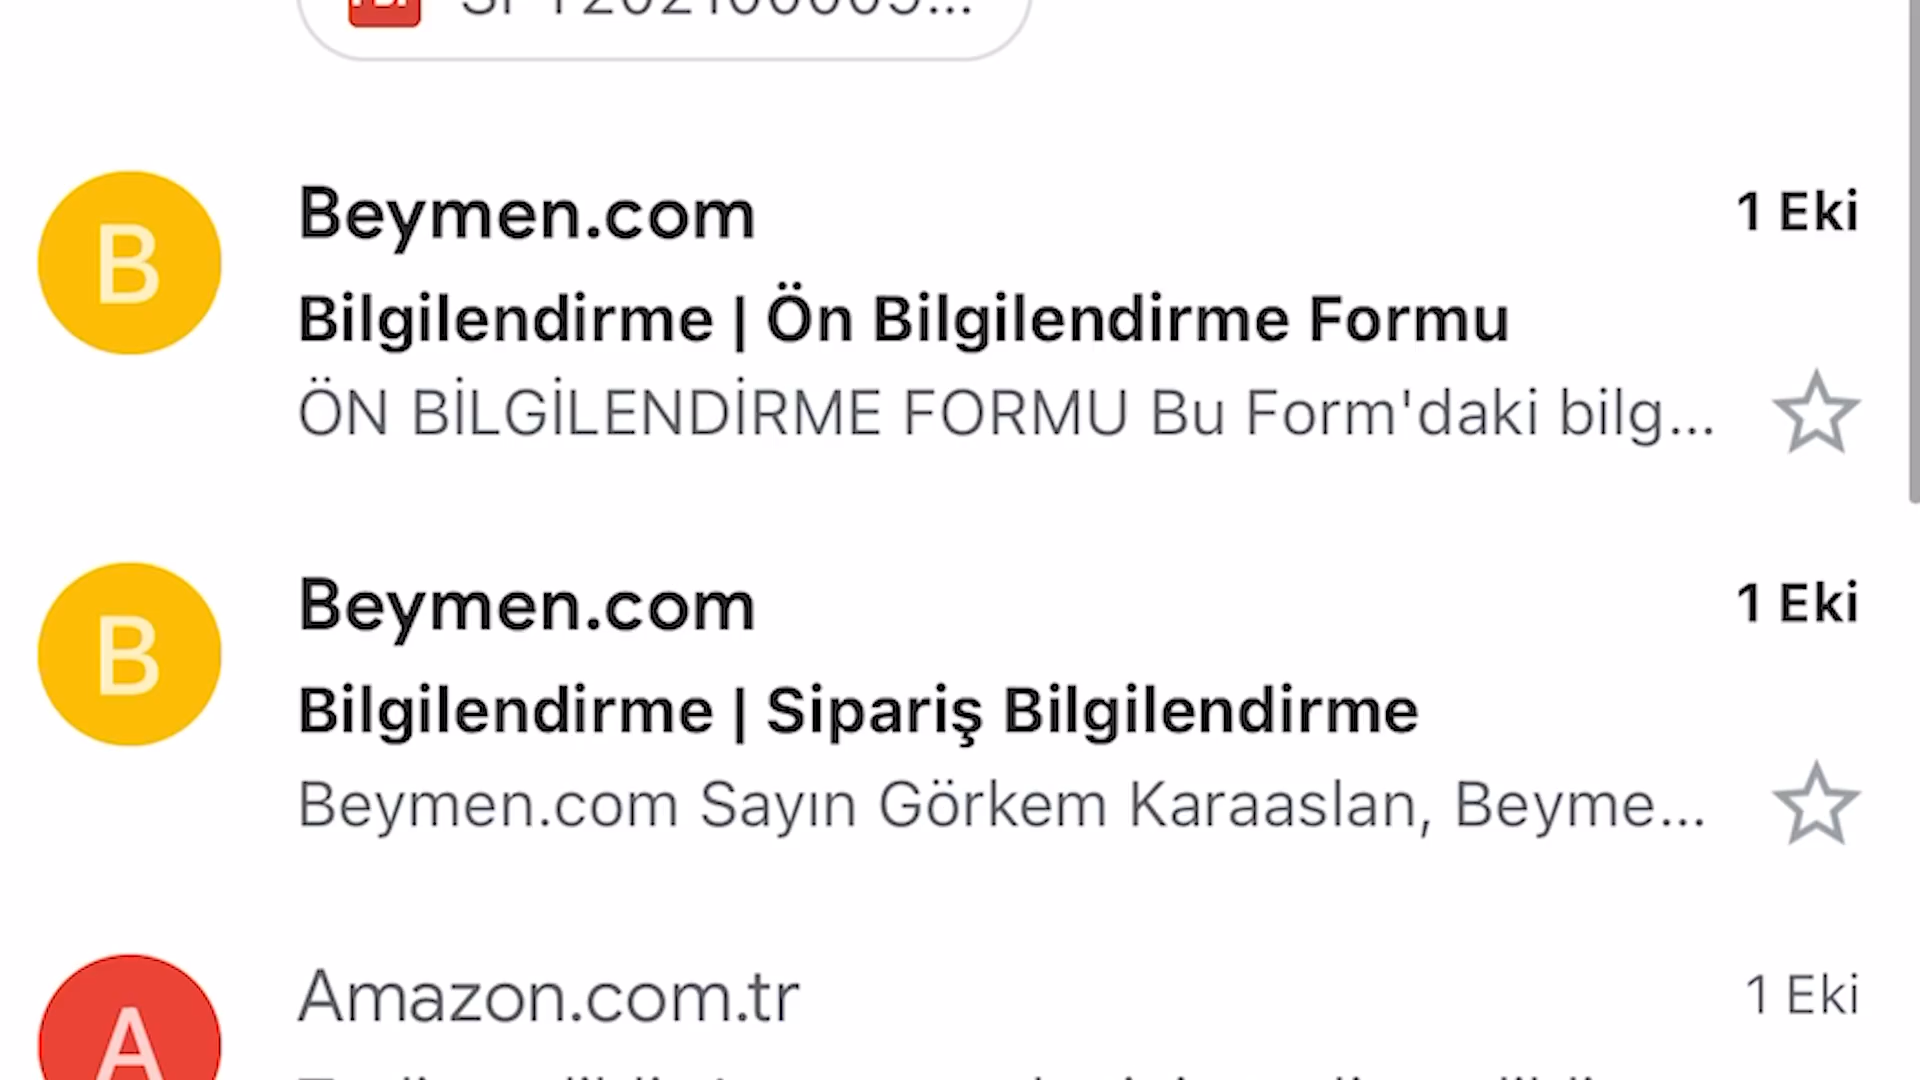 Beymen.com
1 Eki
Bilgilendirme | Ön Bilgilendirme Formu
ÖN BİLGİLENDİRME FORMU Bu Form'daki bilg...
B
Beymen.com
1 Eki
Bilgilendirme | Sipariş Bilgilendirme
Beymen.com Sayın Görkem Karaaslan, Beyme...
B
Amazon.com.tr
1 Eki
A